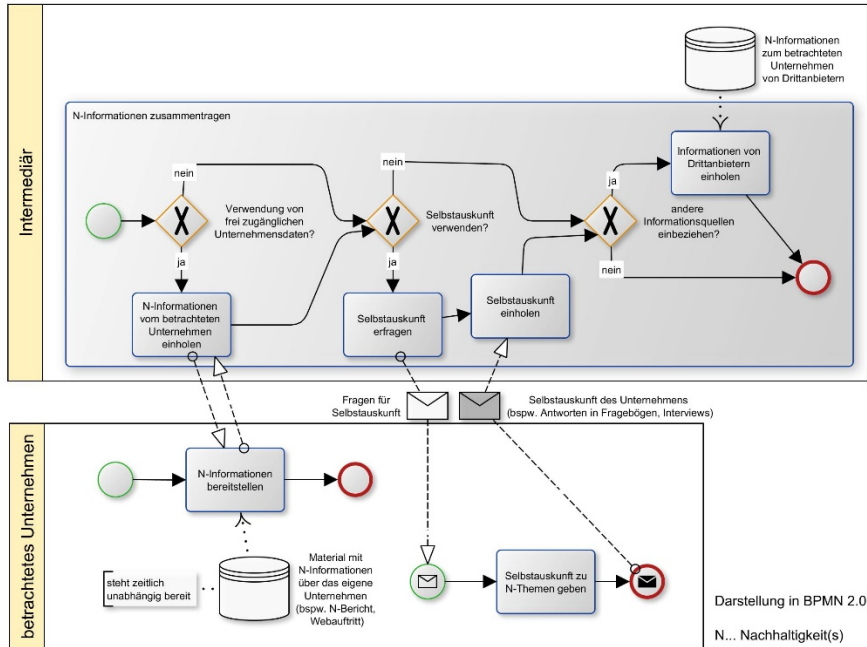 Intermediär
N-Informationen
zum betrachteten
Unternehmen
von Drittanbietern
N-Informationen zusammentragen
nein
Verwendung von
frei zugänglichen
Unternehmensdaten?
ja
nein
Selbstauskunft
verwenden?
ja
ja
andere
Informationsquellen
einbeziehen?
nein
Informationen von
Drittanbietern
einholen
N-Informationen
vom betrachteten
Unternehmen
einholen
Selbstauskunft
erfragen
Selbstauskunft
einholen
Fragen für
Selbstauskunft
Selbstauskunft des Unternehmens
(bspw. Antworten in Fragebögen, Interviews)
betrachtetes Unternehmen
N-Informationen
bereitstellen
steht zeitlich
unabhängig bereit
Material mit
N-Informationen
über das eigene
Unternehmen
(bspw. N-Bericht,
Webauftritt)
Selbstauskunft zu
N-Themen geben
Darstellung in BPMN 2.0
N... Nachhaltigkeit(s)